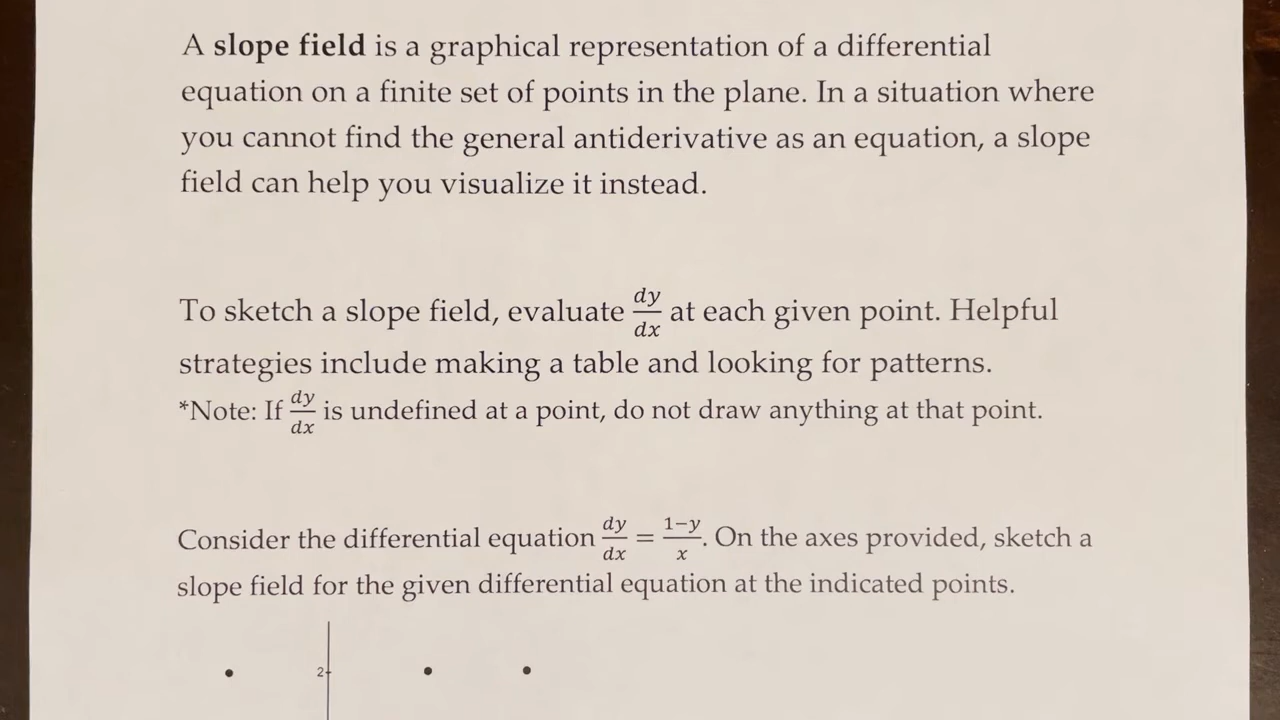 A slope field is a graphical representation of a differential
equation on a finite set of points in the plane. In a situation where
you cannot find the general antiderivative as an equation, a slope
field can help you visualize it instead.
To sketch a slope field, evaluate dy/dx at each given point. Helpful
strategies include making a table and looking for patterns.
*Note: If dy/dx is undefined at a point, do not draw anything at that point.
Consider the differential equation dy/dx = 1−y/x. On the axes provided, sketch a
slope field for the given differential equation at the indicated points.
2